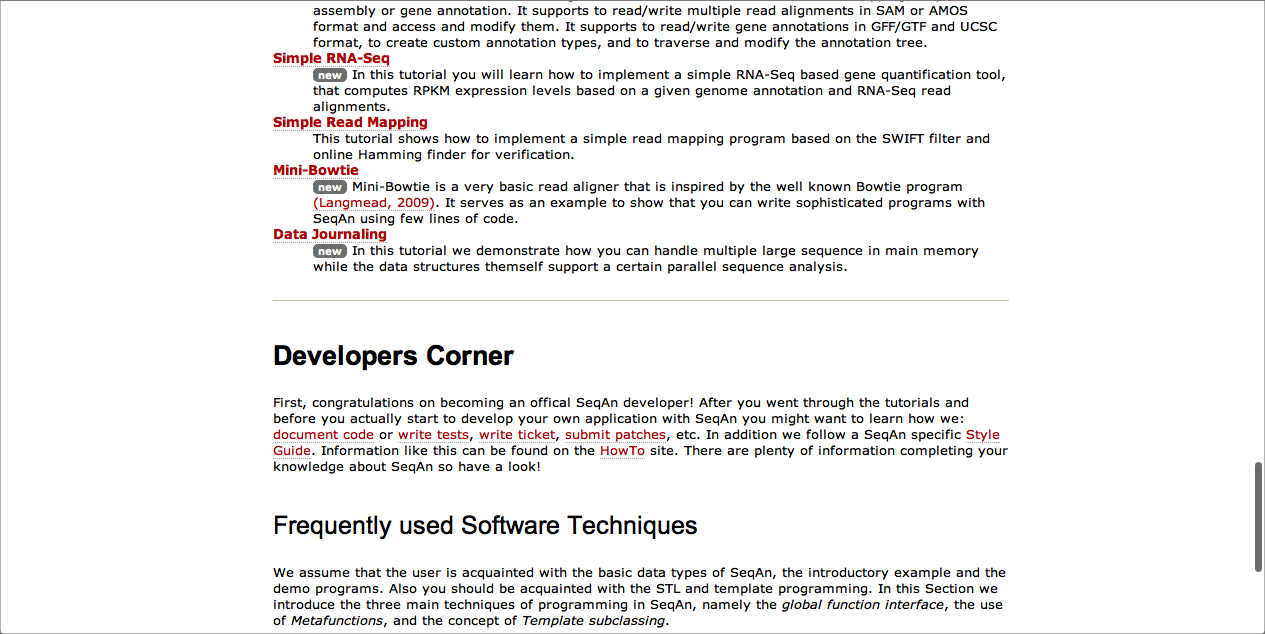 assembly or gene annotation. It supports to read/write multiple read alignments in SAM or AMOS
format and access and modify them. It supports to read/write gene annotations in GFF/GTF and UCSC
format, to create custom annotation types, and to traverse and modify the annotation tree.
Simple RNA-Seq
new In this tutorial you will learn how to implement a simple RNA-Seq based gene quantification tool,
that computes RPKM expression levels based on a given genome annotation and RNA-Seq read
alignments.
Simple Read Mapping
This tutorial shows how to implement a simple read mapping program based on the SWIFT filter and
online Hamming finder for verification.
Mini-Bowtie
new Mini-Bowtie is a very basic read aligner that is inspired by the well known Bowtie program
(Langmead, 2009). It serves as an example to show that you can write sophisticated programs with
SeqAn using few lines of code.
Data Journaling
new In this tutorial we demonstrate how you can handle multiple large sequence in main memory
while the data structures themself support a certain parallel sequence analysis.
Developers Corner
First, congratulations on becoming an offical SeqAn developer! After you went through the tutorials and
before you actually start to develop your own application with SeqAn you might want to learn how we:
document code or write tests, write ticket, submit patches, etc. In addition we follow a SeqAn specific Style
Guide. Information like this can be found on the HowTo site. There are plenty of information completing your
knowledge about SeqAn so have a look!
Frequently used Software Techniques
We assume that the user is acquainted with the basic data types of SeqAn, the introductory example and the
demo programs. Also you should be acquainted with the STL and template programming. In this Section we
introduce the three main techniques of programming in SeqAn, namely the global function interface, the use
of Metafunctions, and the concept of Template subclassing.